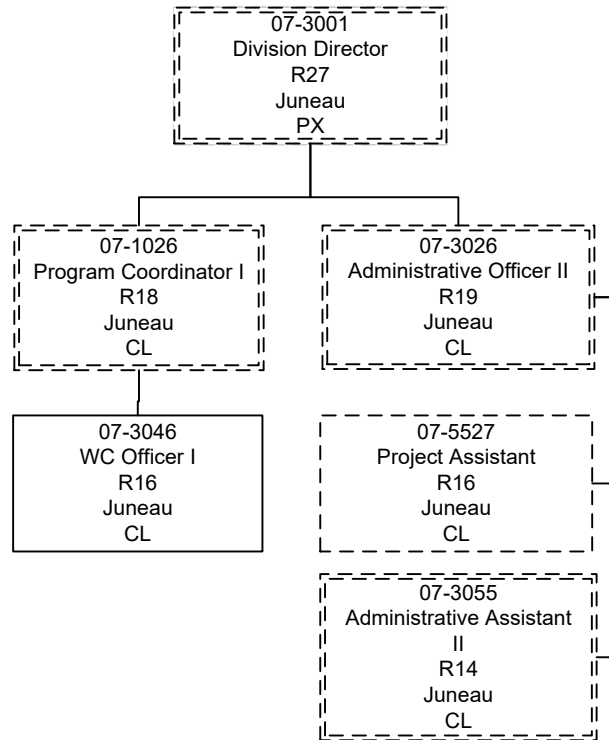 07-3001
Division Director
R27
Juneau
PX
07-1026
Program Coordinator I
R18
Juneau
CL
07-3026
Administrative Officer II
R19
Juneau
CL
07-3046
WC Officer I
R16
Juneau
CL
07-5527
Project Assistant
R16
Juneau
CL
07-3055
Administrative Assistant
II
R14
Juneau
CL